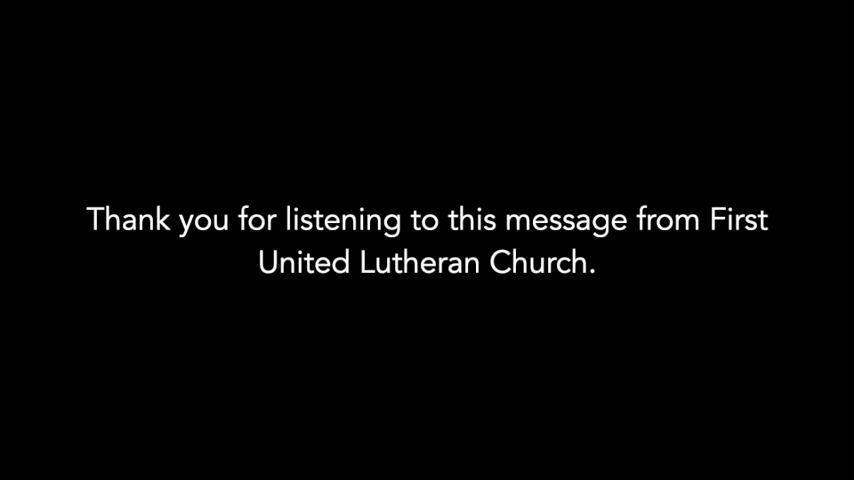 Thank you for listening to this message from First
United Lutheran Church.